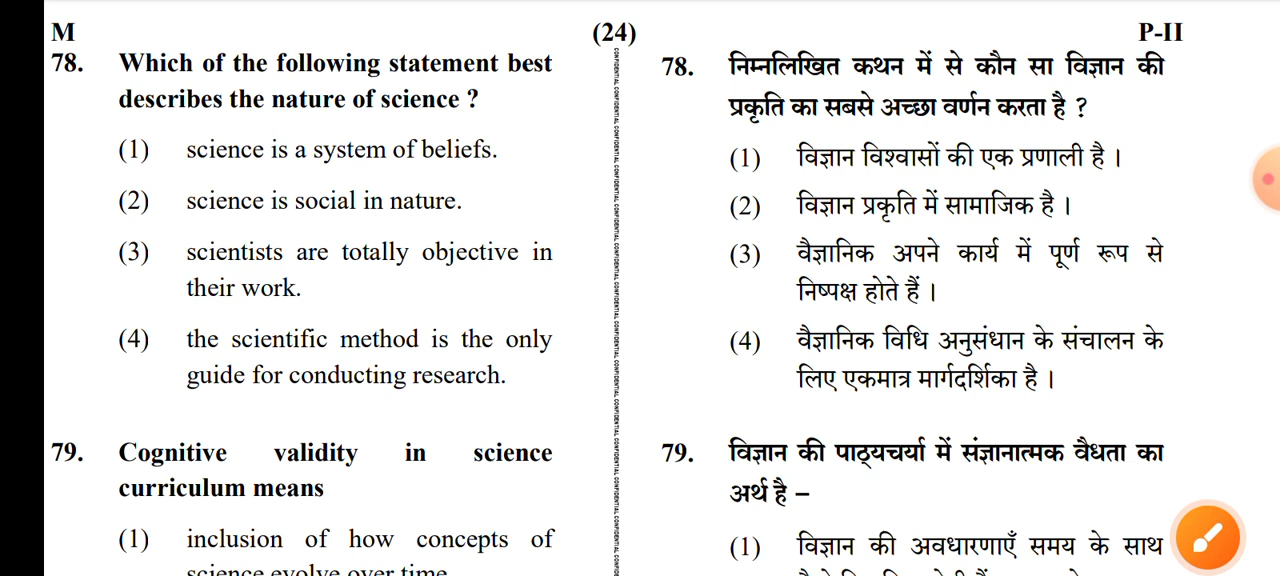 M
(24)
P-II
78. Which of the following statement best
describes the nature of science ?
(1) science is a system of beliefs.
(2) science is social in nature.
(3) scientists are totally objective in
their work.
(4) the scientific method is the only
guide for conducting research.
79. Cognitive validity in science
curriculum means
(1) inclusion of how concepts of
science evolve over time
78. निम्नलिखित कथन में से कौन सा विज्ञान की
प्रकृति का सबसे अच्छा वर्णन करता है ?
(1) विज्ञान विश्वासों की एक प्रणाली है ।
(2) विज्ञान प्रकृति में सामाजिक है ।
(3) वैज्ञानिक अपने कार्य में पूर्ण रूप से
निष्पक्ष होते हैं ।
(4) वैज्ञानिक विधि अनुसंधान के संचालन के
लिए एकमात्र मार्गदर्शिका है ।
79. विज्ञान की पाठ्यचर्या में संज्ञानात्मक वैधता का
अर्थ है –
(1) विज्ञान की अवधारणाएँ समय के साथ